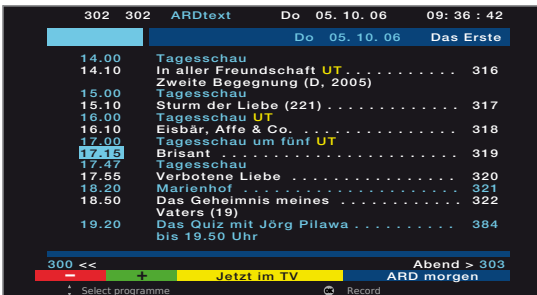 302 302 ARDtext Do 05. 10. 06 09: 36 : 42
Do 05. 10. 06 Das Erste
14.00 Tagesschau
14.10 In aller Freundschaft UT. . . . . . . . . . . 316
Zweite Begegnung (D, 2005)
15.00 Tagesschau
15.10 Sturm der Liebe (221) . . . . . . . . . . . . 317
16.00 Tagesschau UT
16.10 Eisbär, Affe & Co. . . . . . . . . . . . . . . 318
17.00 Tagesschau um fünf UT
17.15 Brisant . . . . . . . . . . . . . . . . . . . . 319
17.47 Tagesschau
17.55 Verbotene Liebe . . . . . . . . . . . . . . . 320
18.20 Marienhof . . . . . . . . . . . . . . . . . . 321
18.50 Das Geheimnis meines . . . . . . . . . . 322
Vaters (19)
19.20 Das Quiz mit Jörg Pilawa . . . . . . . . . 384
bis 19.50 Uhr
300 << Abend > 303
− + Jetzt im TV ARD morgen
Select programme Record